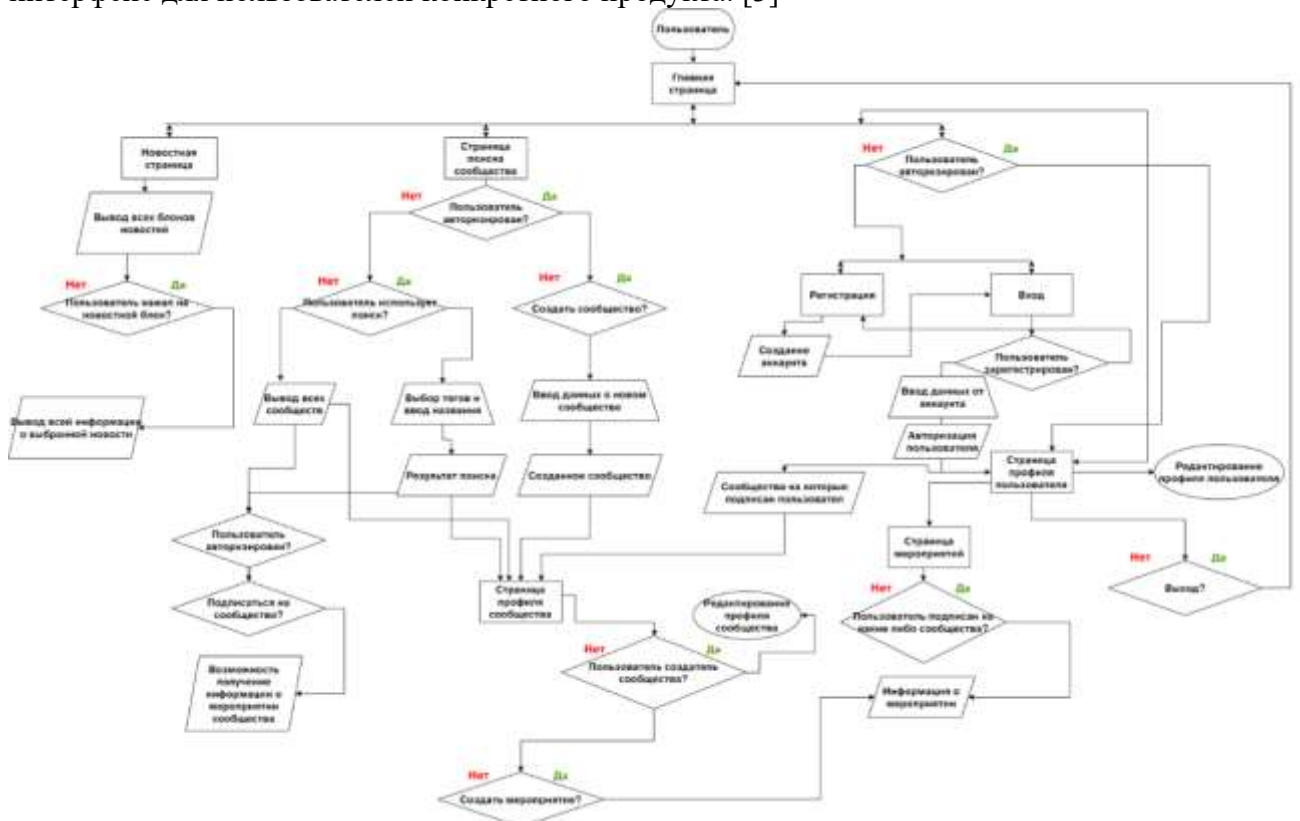 интерфейс для пользователей конкретного продукта. [5]
Пользователь
Главная
страница
Новостная
страница
Страница
поиска
сообщества
Нет
Да
Пользователь
авторизирован?
Вывод всех блоков
новостей
Нет
Да
Пользователь
авторизирован?
Нет
Да
Пользователь нажал на
новостной блок?
Нет
Да
Пользователь использует
поиск?
Нет
Да
Создать сообщество?
Регистрация
Вход
Создание
аккаунта
Пользователь
зарегистрирован?
Вывод всей информации
о выбранной новости
Вывод всех
сообществ
Выбор тегов и
ввод названия
Ввод данных о новом
сообществе
Ввод данных от
аккаунта
Авторизация
пользователя
Результат поиска
Созданное сообщество
Сообщества на которые
подписан пользовател
Страница
профиля
пользователя
Редактирование
профиля пользователя
Пользователь
авторизирован?
Страница
мероприятий
Нет
Да
Выход?
Подписаться на
сообщество?
Страница
профиля
сообщества
Редактирование
профиля
сообщества
Нет
Да
Пользователь подписан на
какие либо сообщества?
Возможность
получение
информации о
мероприятии
сообщества
Нет
Да
Пользователь создатель
сообщества?
Информация о
мероприятии
Нет
Да
Создать мероприятие?